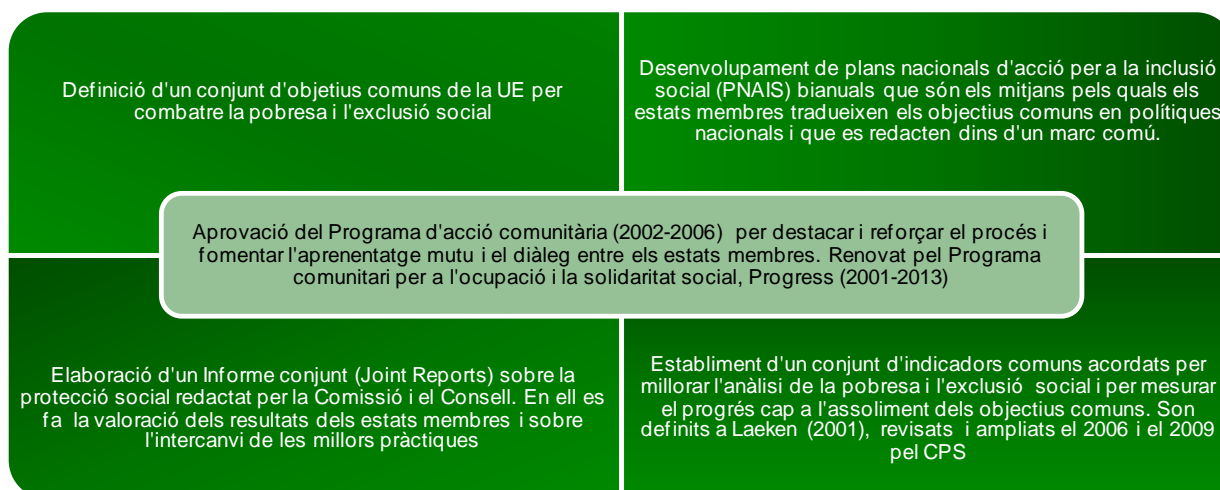 Definició d'un conjunt d'objetius comuns de la UE per
combatre la pobresa i l'exclusió social
Desenvolupament de plans nacionals d'acció per a la inclusió
social (PNAIS) bianuals que són els mitjans pels quals els
estats membres tradueixen els objectius comuns en polítiques
nacionals i que es redacten dins d'un marc comú.
Aprovació del Programa d'acció comunitària (2002-2006) per destacar i reforçar el procés i
fomentar l'aprenentatge mutu i el diàleg entre els estats membres. Renovat pel Programa
comunitari per a l'ocupació i la solidaritat social, Progress (2001-2013)
Elaboració d'un Informe conjunt (Joint Reports) sobre la
protecció social redactat per la Comissió i el Consell. En ell es
fa la valoració dels resultats dels estats membres i sobre
l'intercanvi de les millors pràctiques
Establiment d'un conjunt d'indicadors comuns acordats per
millorar l'anàlisi de la pobresa i l'exclusió social i per mesurar
el progrés cap a l'assoliment dels objectius comuns. Son
definits a Laeken (2001), revisats i ampliats el 2006 i el 2009
pel CPS